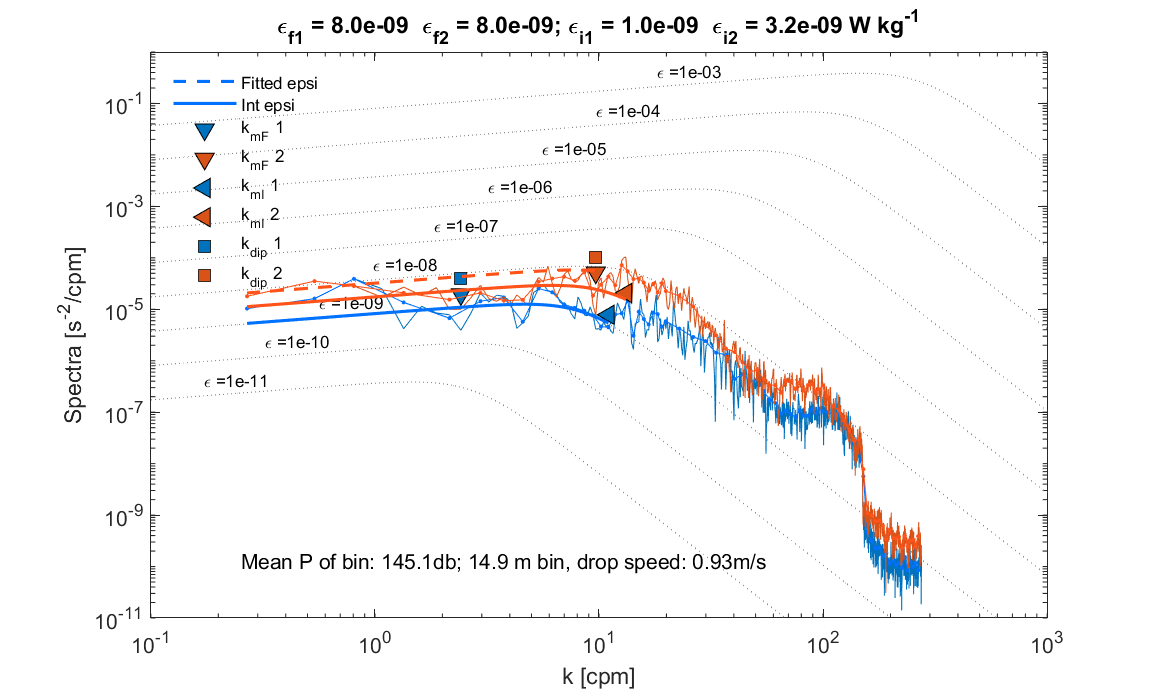 ϵf1 = 8.0e-09 ϵf2 = 8.0e-09; ϵi1 = 1.0e-09 ϵi2 = 3.2e-09 W kg-1
Fitted epsi
Int epsi
kmF 1
kmF 2
kmI 1
kmI 2
kdip 1
kdip 2
ϵ =1e-03
ϵ =1e-04
ϵ =1e-05
ϵ =1e-06
ϵ =1e-07
ϵ =1e-08
ϵ =1e-09
ϵ =1e-10
ϵ =1e-11
Mean P of bin: 145.1db; 14.9 m bin, drop speed: 0.93m/s
Spectra [s-2/cpm]
10-1
10-3
10-5
10-7
10-9
10-11
10-1
100
101
102
103
k [cpm]